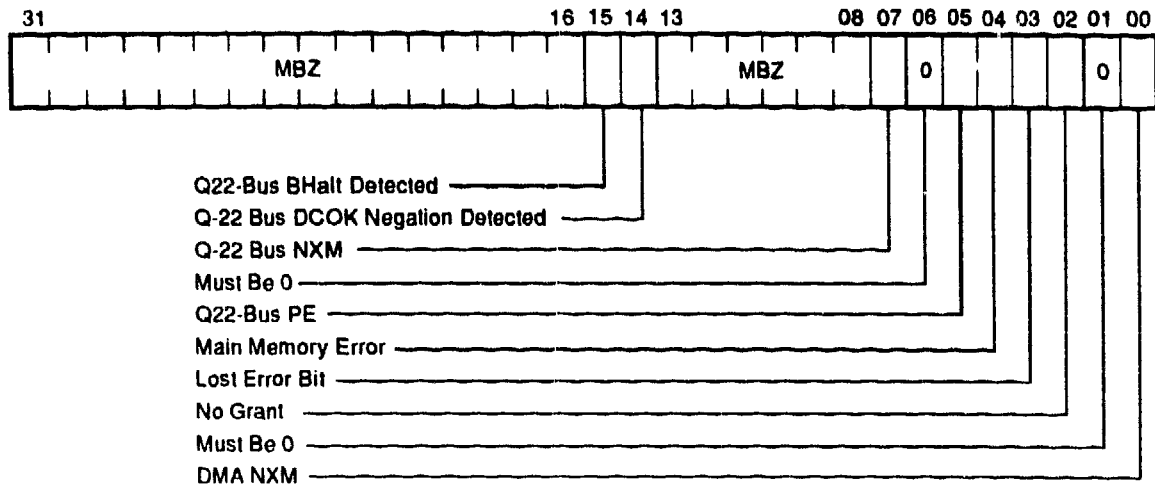 31 16 15 14 13 08 07 06 05 04 03 02 01 00
MBZ MBZ 0 0
Q22-Bus BHalt Detected
Q-22 Bus DCOK Negation Detected
Q-22 Bus NXM
Must Be 0
Q22-Bus PE
Main Memory Error
Lost Error Bit
No Grant
Must Be 0
DMA NXM